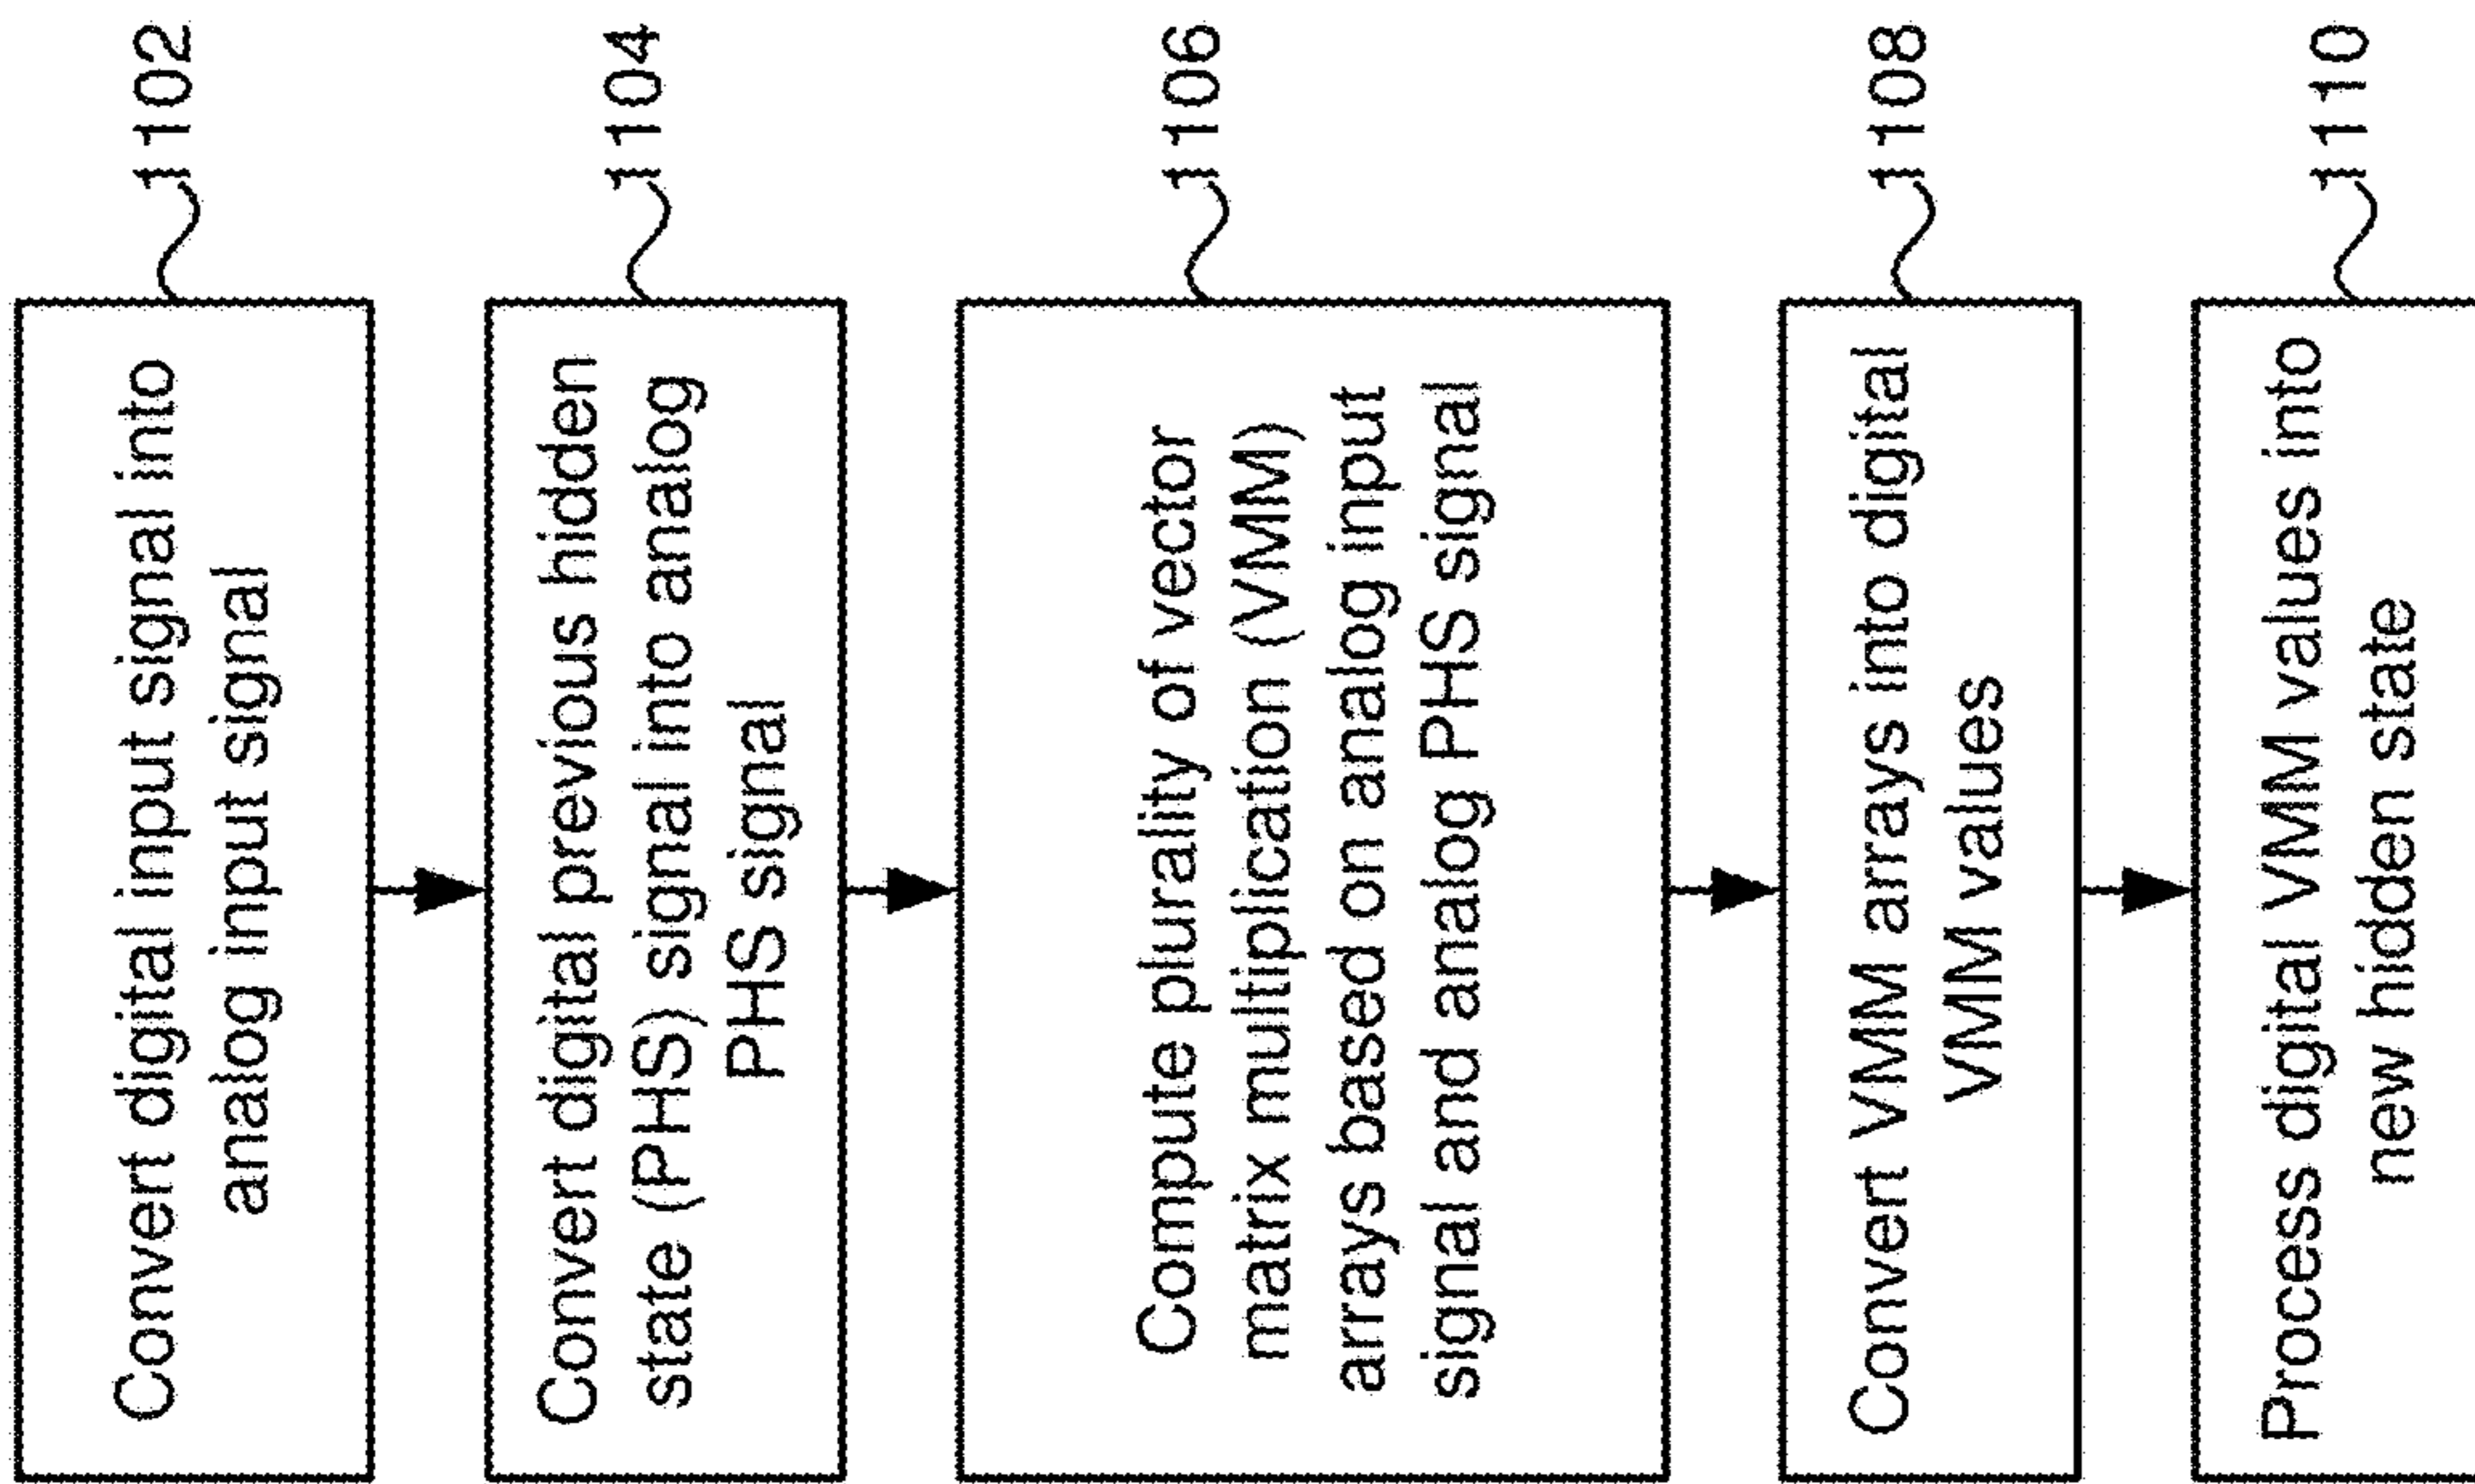 Convert digital input signal into
analog input signal
1102
Convert digital previous hidden
state (PHS) signal into analog
PHS signal
1104
Compute plurality of vector
matrix multiplication (VMM)
arrays based on analog input
signal and analog PHS signal
1106
Convert VMM arrays into digital
VMM values
1108
Process digital VMM values into
new hidden state
1110